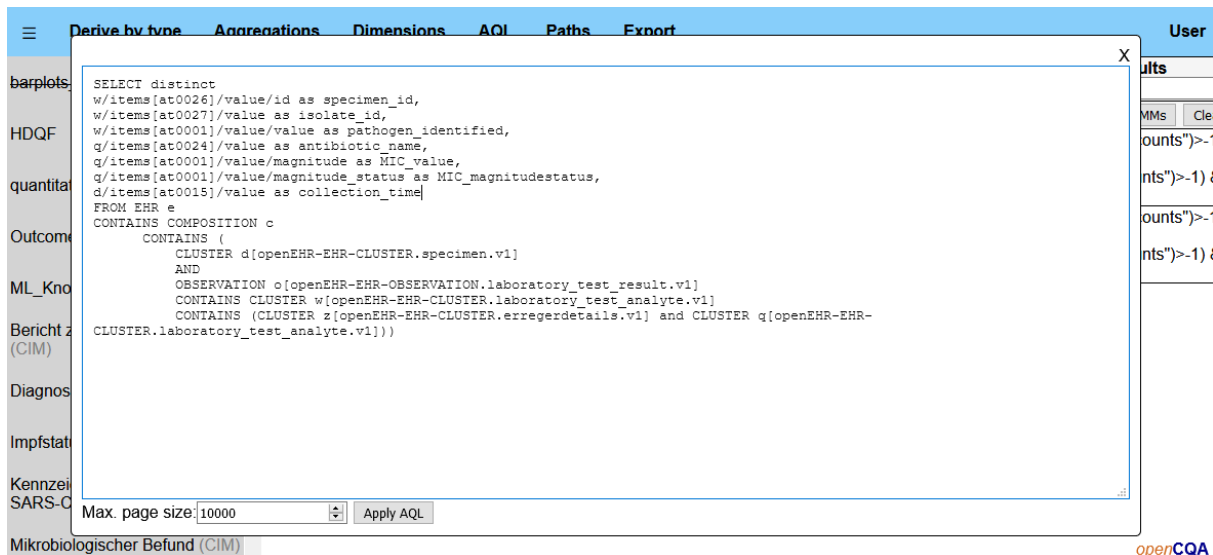 ☰ Derive by type Aggregations Dimensions AQL Paths Export User
X
ults
barplots_
MMs Cle
HDQF
ounts")>-1
quantitat
nts")>-1) &
Outcome
ounts")>-1
nts")>-1) &
ML_Kno
Bericht z
(CIM)
Diagnos
Impfstatu
Kennzei
SARS-C
Mikrobiologischer Befund (CIM)
SELECT distinct
w/items[at0026]/value/id as specimen_id,
w/items[at0027]/value as isolate_id,
w/items[at0001]/value/value as pathogen_identified,
q/items[at0024]/value as antibiotic_name,
q/items[at0001]/value/magnitude as MIC_value,
q/items[at0001]/value/magnitude_status as MIC_magnitudestatus,
d/items[at0015]/value as collection_time
FROM EHR e
CONTAINS COMPOSITION c
CONTAINS (
CLUSTER d[openEHR-EHR-CLUSTER.specimen.v1]
AND
OBSERVATION o[openEHR-EHR-OBSERVATION.laboratory_test_result.v1]
CONTAINS CLUSTER w[openEHR-EHR-CLUSTER.laboratory_test_analyte.v1]
CONTAINS (CLUSTER z[openEHR-EHR-CLUSTER.erregerdetails.v1] and CLUSTER q[openEHR-EHR-
CLUSTER.laboratory_test_analyte.v1]))
Max. page size: 10000 Apply AQL
openCQA